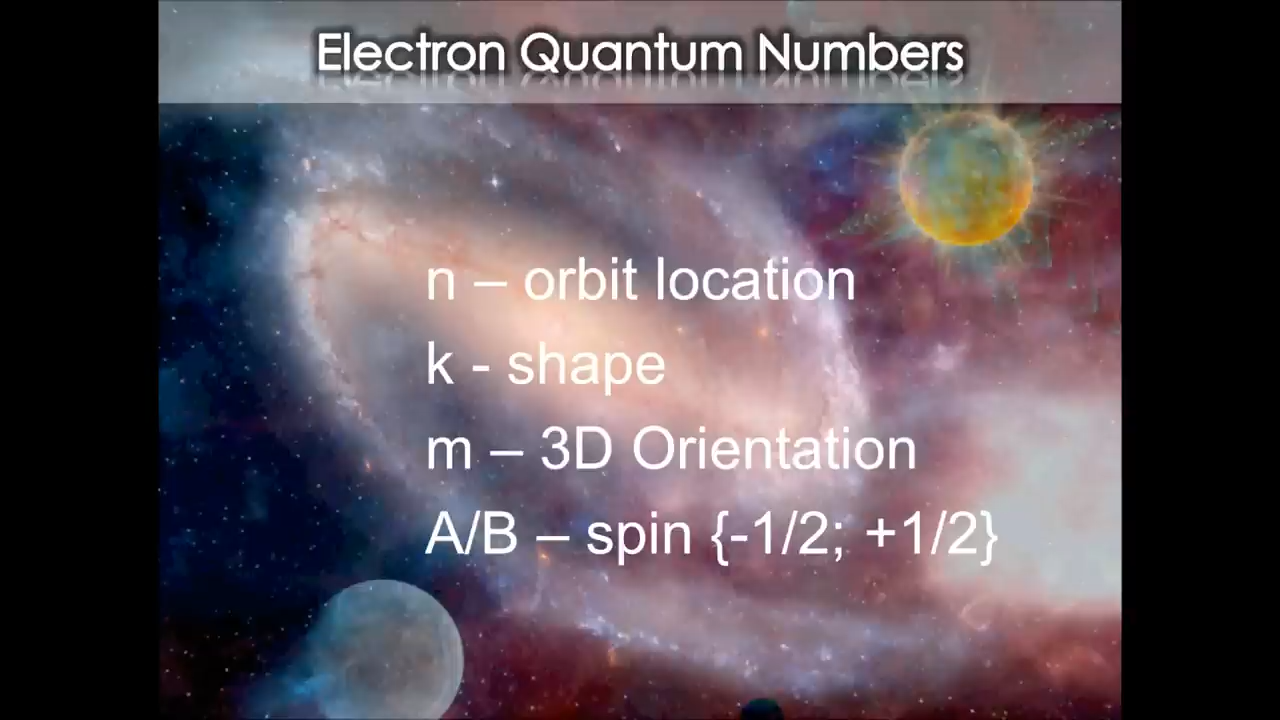 Electron Quantum Numbers
n – orbit location
k - shape
m – 3D Orientation
A/B – spin {-1/2; +1/2}